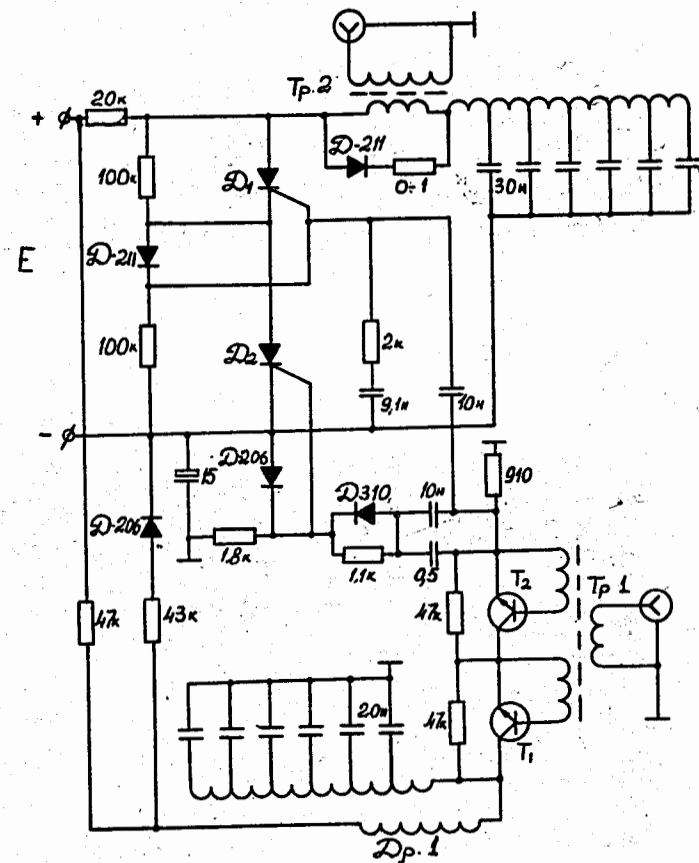 Тр.2
20к
+
Д-211
0÷1
30н
100к
Д1
E
Д-211
100к
Д2
2к
9,1н
10н
-
Д206
15
910
Д310
10н
Д-206
1,8к
1,1к
0,5
Т2
Тр 1
47к
43к
47к
20н
47к
Т1
Др.1